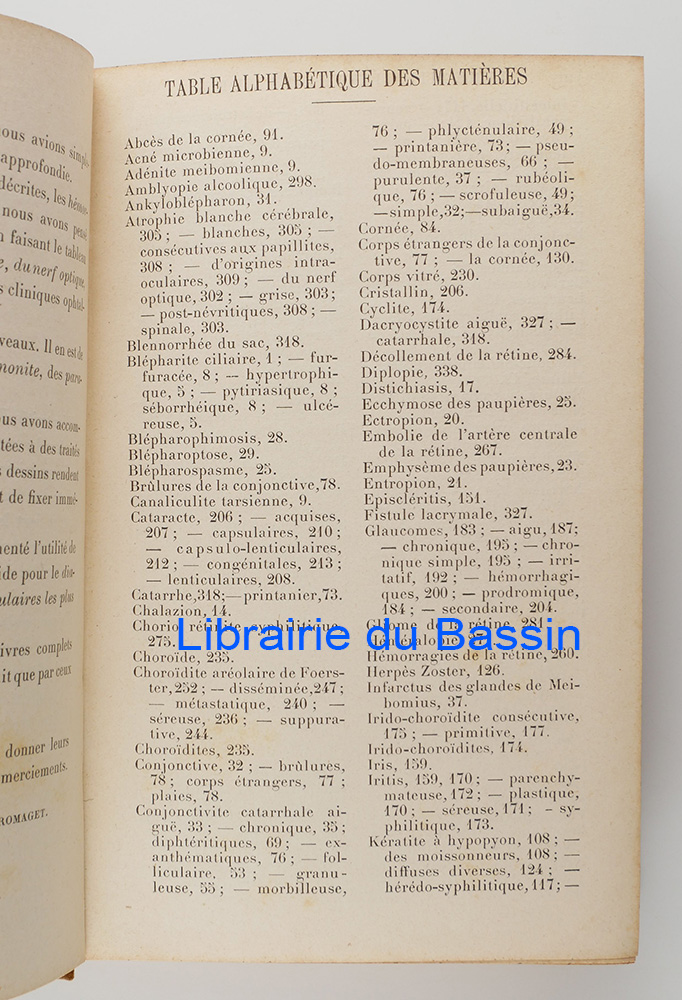 ous avions simple-
approfondie.
décrites, les
nous avons pensé
n faisant le tableau
e, du nerf optique,
s cliniques ophtal-
veaux. Il en est de
monite, des
us avons accom-
tées à des traités
s dessins rendent
t de fixer immé-
menté l'utilité de
ide pour le
ulaires les plus
ivres complets
it que par ceux
donner leurs
merciements.
ROMAGET.
TABLE ALPHABÉTIQUE DES MATIÈRES
Abcès de la cornée, 91.
Acné microbienne, 9.
Adénite meibomienne, 9.
Amblyopie alcoolique, 298.
Ankyloblépharon, 31.
Atrophie blanche cérébrale,
305 ; — blanches, 305 ; —
consécutives aux papillites,
308 ; — d'origines intra-
oculaires, 309 ; — du nerf
optique, 302 ; — grise, 303 ;
— post-névritiques, 308 ; —
spinale, 303.
Blennorrhée du sac, 318.
Blépharite ciliaire, 1 ; — fur-
furacée, 8 ; — hypertrophi-
que, 5 ; — pytiriasique, 8 ;
séborrhéique, 8 ; — ulcé-
reuse, 5.
Blépharophimosis, 28.
Blépharoptose, 29.
Blépharospasme, 25.
Brûlures de la conjonctive, 78.
Canaliculite tarsienne, 9.
Cataracte, 206 ; — acquises,
207 ; — capsulaires, 210 ;
— capsulo-lenticulaires,
212 ; — congénitales, 213 ;
— lenticulaires, 208.
Catarrhe, 318; — printanier, 73.
Chalazion, 14.
Chorio rétinite syphilitique,
275.
Choroïde, 235.
Choroïdite aréolaire de Foers-
ter, 252 ; — disséminée, 247 ;
— métastatique, 240 ; —
séreuse, 236 ; — suppura-
tive, 244.
Choroïdites, 235.
Conjonctive, 32 ; — brûlures,
78 ; corps étrangers, 77 ;
plaies, 78.
Conjonctivite catarrhale ai-
guë, 33 ; — chronique, 35 ;
diphtéritiques, 69 ; — ex-
anthématiques, 76 ; — fol-
liculaire, 53 ; — granu-
leuse, 55 ; — morbilleuse,
76 ; — phlycténulaire, 49 ;
— printanière, 73; — pseu-
do-membraneuses, 66 ; —
purulente, 37 ; — rubéoli-
que, 76 ; — scrofuleuse, 49 ;
—simple, 32; —subaiguë, 34.
Cornée, 84.
Corps étrangers de la conjonc-
tive, 77 ; — la cornée, 130.
Corps vitré, 230.
Cristallin, 206.
Cyclite, 174.
Dacryocystite aiguë, 327 ; —
catarrhale, 318.
Décollement de la rétine, 284.
Diplopie, 338.
Distichiasis, 17.
Ecchymose des paupières, 25.
Ectropion, 20.
Embolie de l'artère centrale
de la rétine, 267.
Emphysème des paupières, 23.
Entropion, 21.
Episcléritis, 151.
Fistule lacrymale, 327.
Glaucomes, 183 ; — aigu, 187 ;
— chronique, 195 ; — chro-
nique simple, 195 ; — irri-
tatif, 192 ; — hémorrhagi-
ques, 200 ; — prodromique,
184 ; — secondaire, 204.
Gliome de la rétine, 281.
Héméralopie,
Hémorragies de la rétine, 260.
Herpès Zoster, 126.
Infarctus des glandes de Mei-
bomius, 37.
Irido-choroïdite consécutive,
175 ; — primitive, 177.
Irido-choroïdites, 174.
Iris, 159.
Iritis, 159, 170 ; — parenchy-
mateuse, 172 ; — plastique,
170 ; — séreuse, 171 ; — sy-
philitique, 173.
Kératite à hypopyon, 108 ; —
des moissonneurs, 108 ; —
diffuses diverses, 124 ; —
hérédo-syphilitique, 117 ; —
Librairie du Bassin